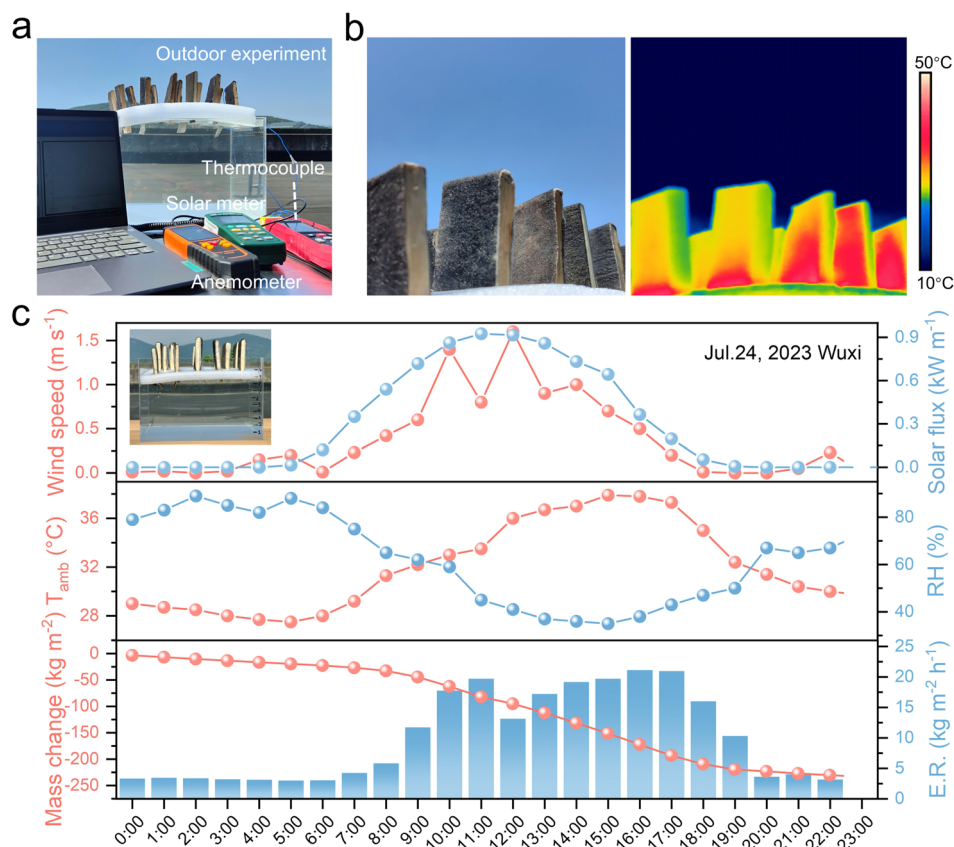 a
Outdoor experiment
Thermocouple
Solar meter
Anemometer
b
50°C
10°C
c
Jul.24, 2023 Wuxi
Wind speed (m s⁻¹)
1.5
1.0
0.5
0.0
Solar flux (kW m⁻¹)
0.9
0.6
0.3
0.0
T_amb (°C)
36
32
28
RH (%)
80
60
40
Mass change (kg m⁻²)
0
-50
-100
-150
-200
-250
E.R. (kg m⁻² h⁻¹)
25
20
15
10
5
0
0:00 1:00 2:00 3:00 4:00 5:00 6:00 7:00 8:00 9:00 10:00 11:00 12:00 13:00 14:00 15:00 16:00 17:00 18:00 19:00 20:00 21:00 22:00 23:00